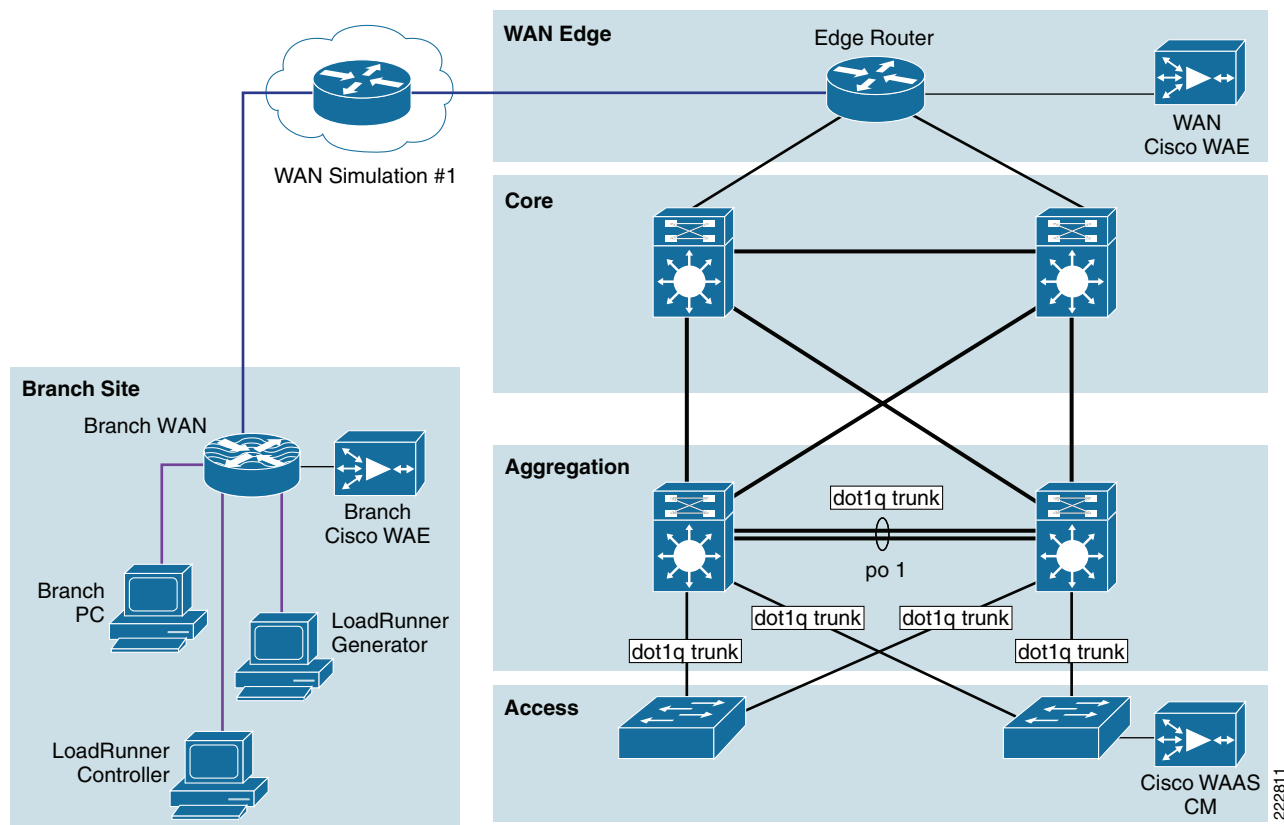 WAN Edge
Edge Router
WAN
Cisco WAE
WAN Simulation #1
Core
Branch Site
Branch WAN
Branch
Cisco WAE
Branch
PC
LoadRunner
Generator
LoadRunner
Controller
Aggregation
dot1q trunk
po 1
dot1q trunk
dot1q trunk
dot1q trunk
dot1q trunk
Access
Cisco WAAS
CM
222811